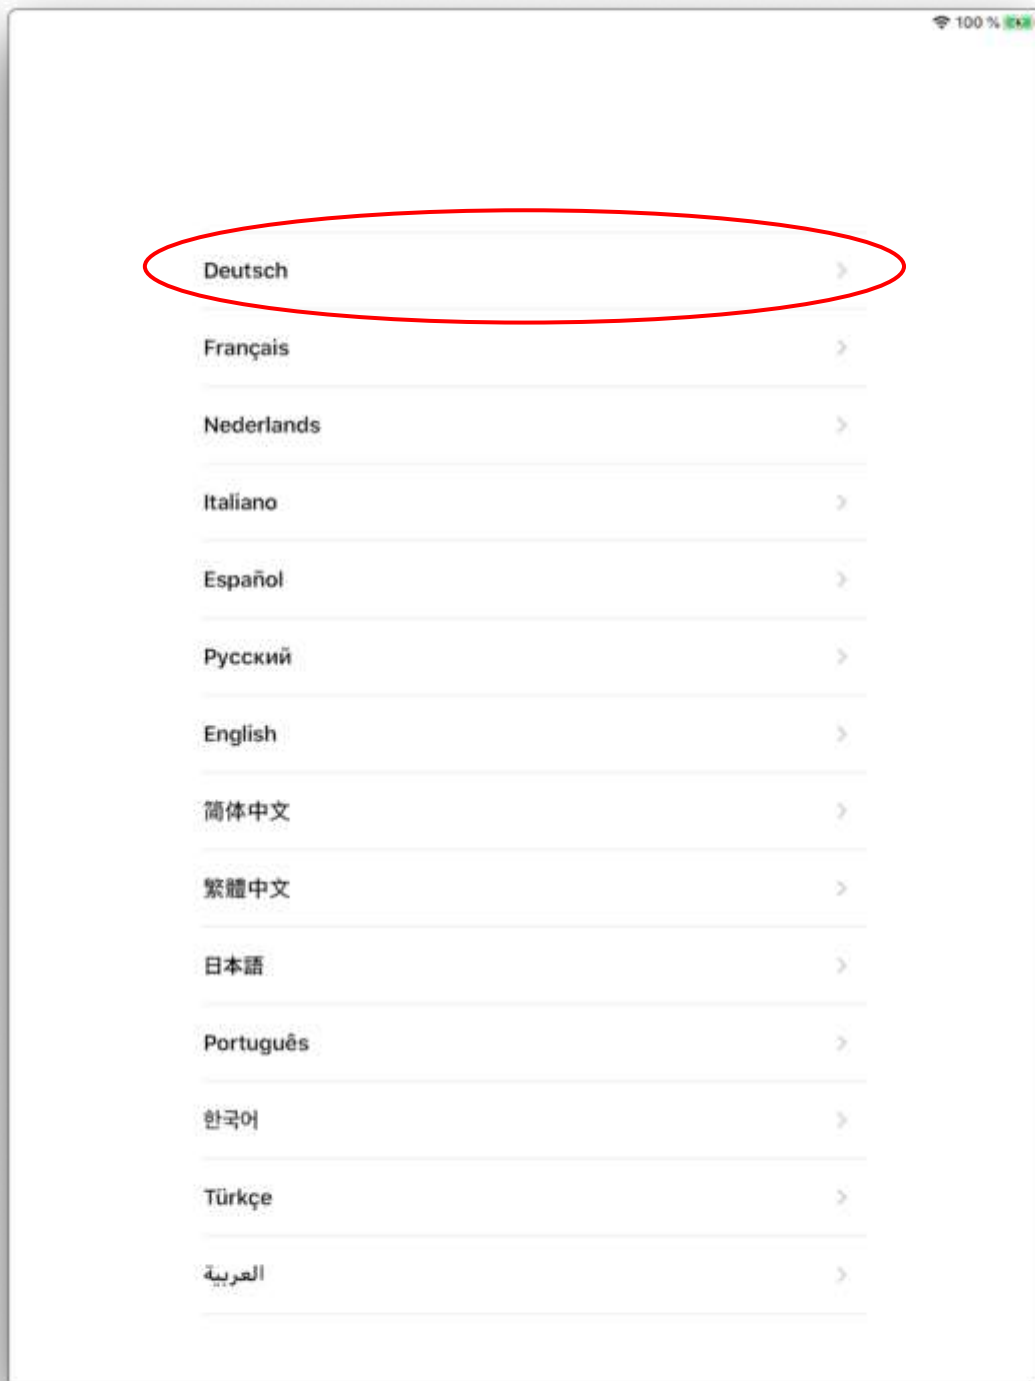 100 %
Deutsch
Français
Nederlands
Italiano
Español
Русский
English
简体中文
繁體中文
日本語
Português
한국어
Türkçe
العربية